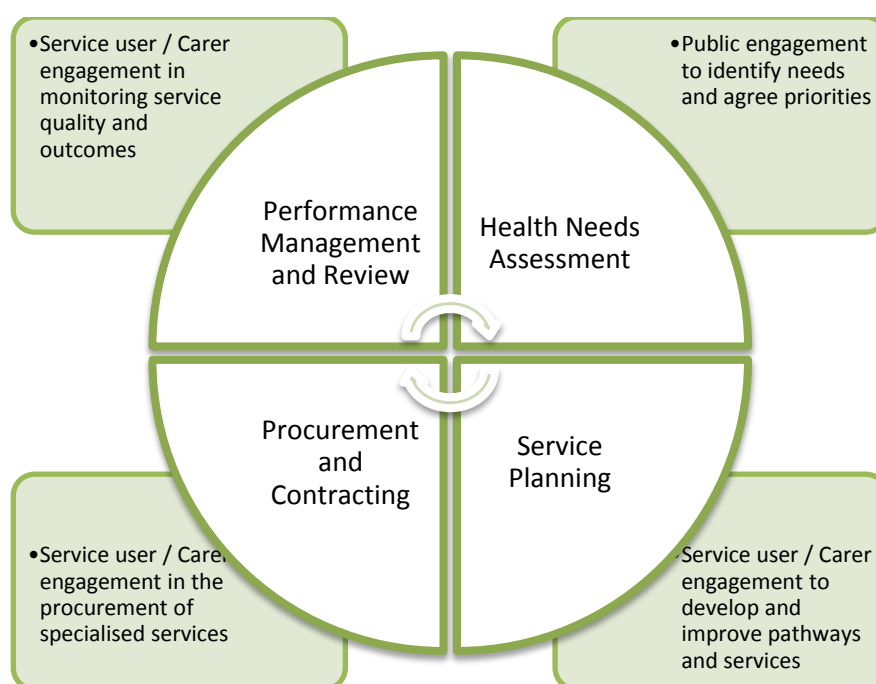 •Service user / Carer
engagement in
monitoring service
quality and
outcomes
•Public engagement
to identify needs
and agree priorities
Performance
Management
and Review
Health Needs
Assessment
Procurement
and
Contracting
Service
Planning
•Service user / Carer
engagement in the
procurement of
specialised services
•Service user / Carer
engagement to
develop and
improve pathways
and services